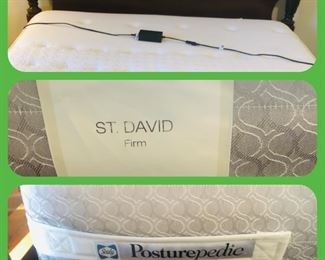 ST. DAVID
Firm
Sealy Posturepedic